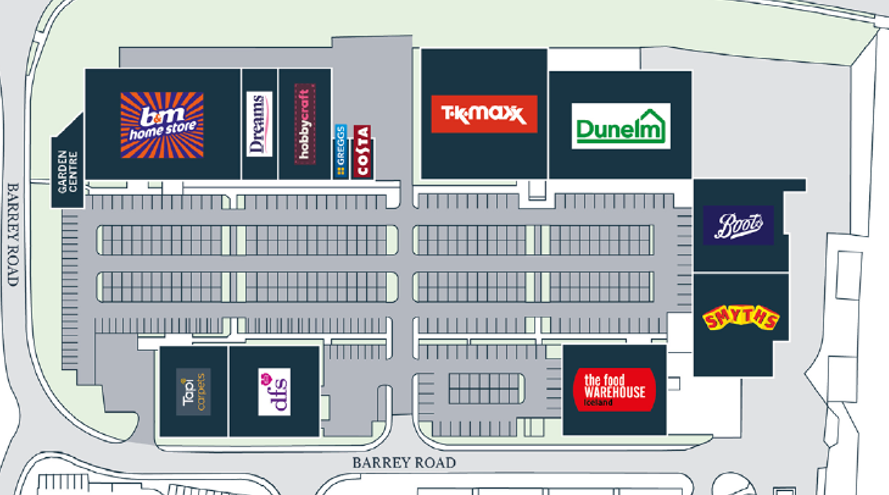 b&m
home store
Dreams
hobbycraft
GREGGS
COSTA
T·K·maxx
Dunelm
GARDEN
CENTRE
BARREY ROAD
Boots
SMYTHS
Tapi
carpets
dfs
the food
WAREHOUSE
Iceland
BARREY ROAD